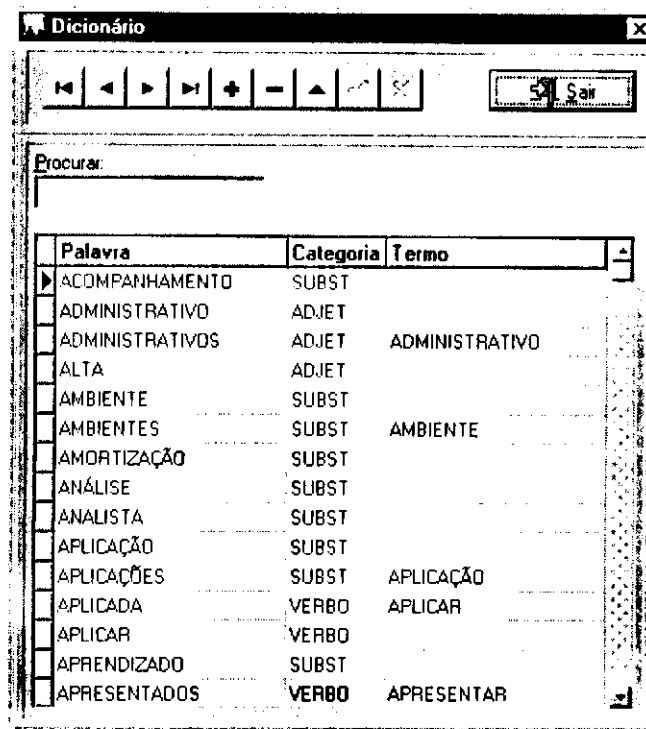 Dicionário
Sair
Procurar:
Palavra Categoria Termo
ACOMPANHAMENTO SUBST
ADMINISTRATIVO ADJET
ADMINISTRATIVOS ADJET ADMINISTRATIVO
ALTA ADJET
AMBIENTE SUBST
AMBIENTES SUBST AMBIENTE
AMORTIZAÇÃO SUBST
ANÁLISE SUBST
ANALISTA SUBST
APLICAÇÃO SUBST
APLICAÇÕES SUBST APLICAÇÃO
APLICADA VERBO APLICAR
APLICAR VERBO
APRENDIZADO SUBST
APRESENTADOS VERBO APRESENTAR